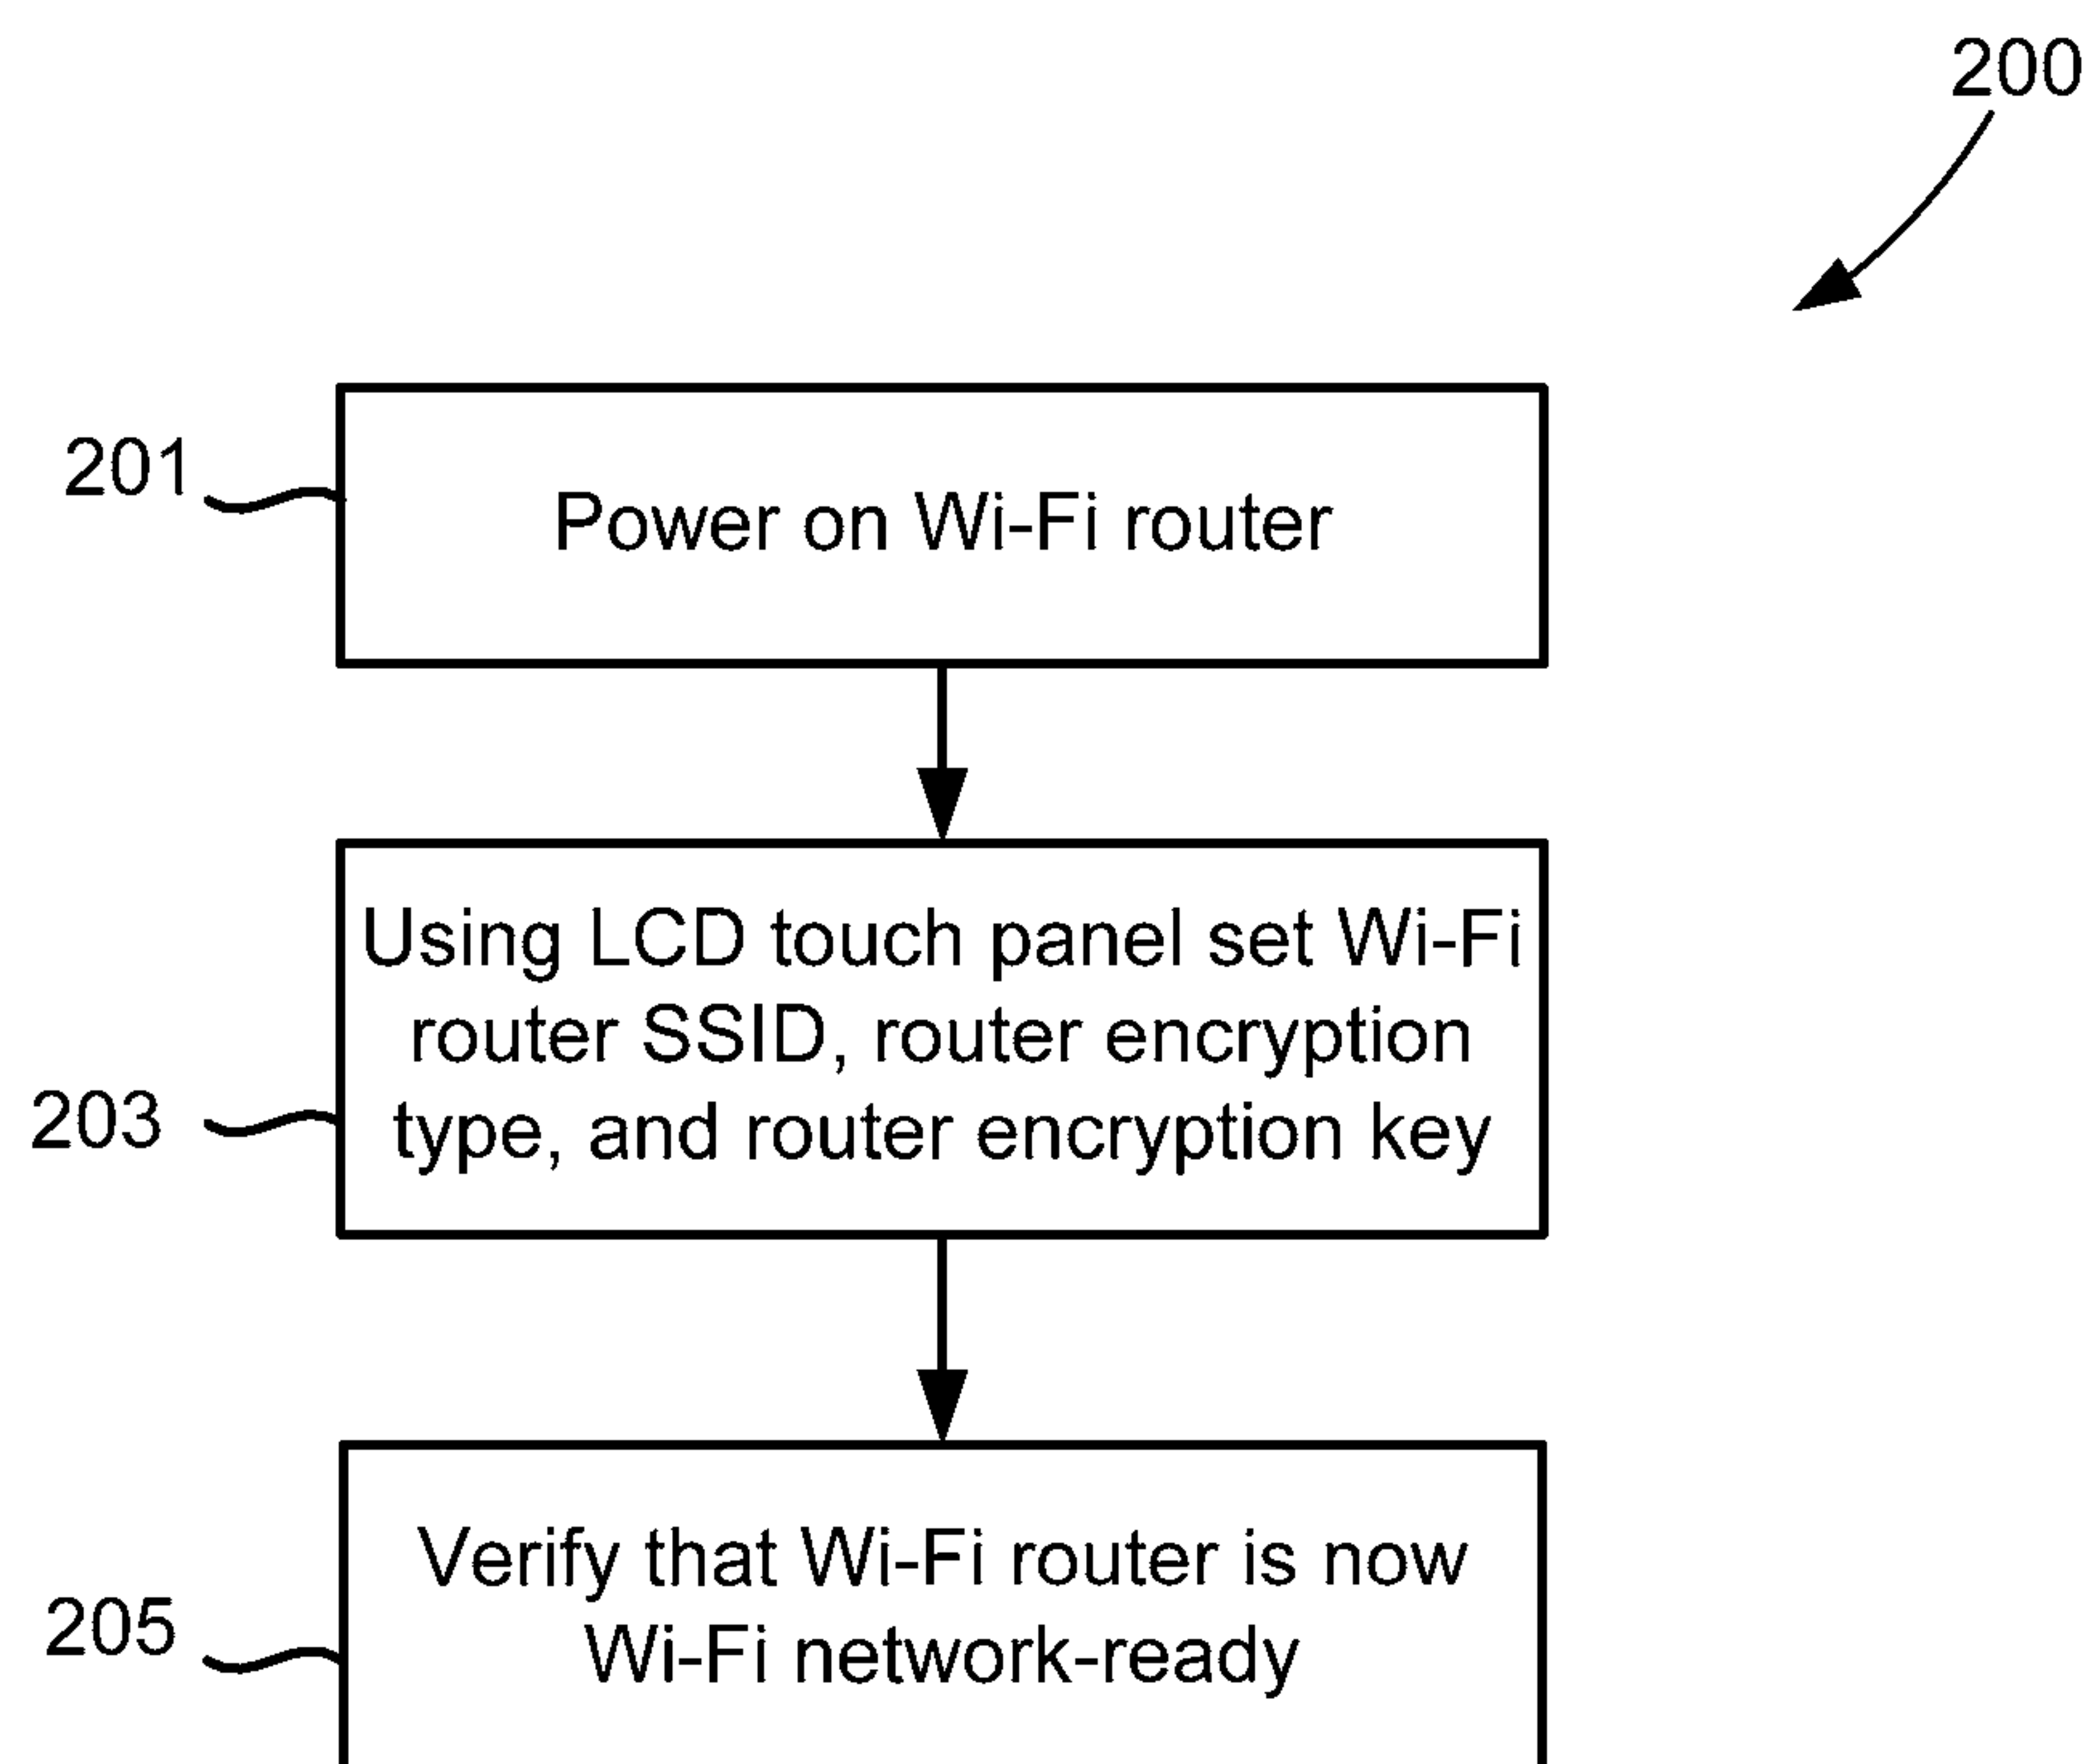 200
201
Power on Wi-Fi router
Using LCD touch panel set Wi-Fi
router SSID, router encryption
type, and router encryption key
203
Verify that Wi-Fi router is now
Wi-Fi network-ready
205